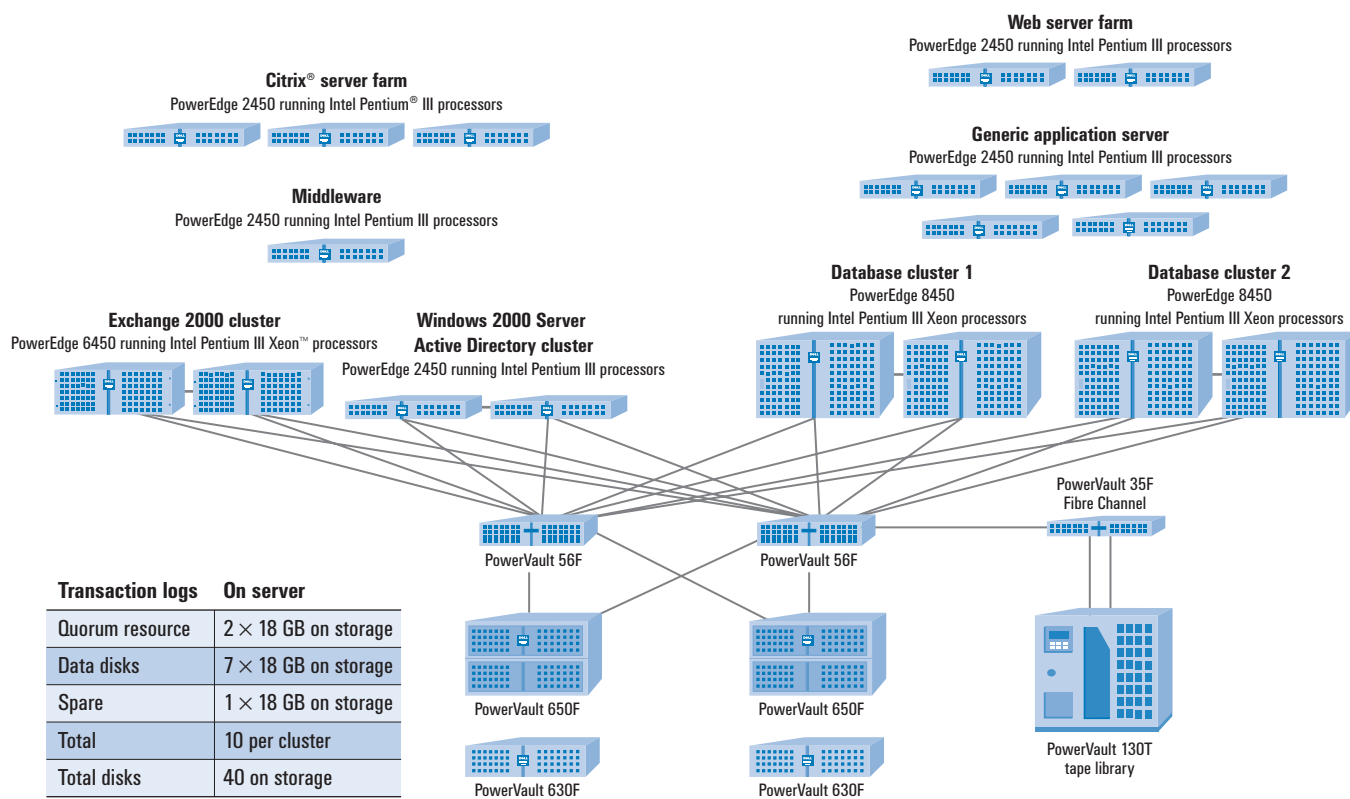 Web server farm
PowerEdge 2450 running Intel Pentium III processors
Citrix® server farm
PowerEdge 2450 running Intel Pentium® III processors
Generic application server
PowerEdge 2450 running Intel Pentium III processors
Middleware
PowerEdge 2450 running Intel Pentium III processors
Database cluster 1
PowerEdge 8450
running Intel Pentium III Xeon processors
Database cluster 2
PowerEdge 8450
running Intel Pentium III Xeon processors
Exchange 2000 cluster
PowerEdge 6450 running Intel Pentium III Xeon™ processors
Windows 2000 Server
Active Directory cluster
PowerEdge 2450 running Intel Pentium III processors
PowerVault 35F
Fibre Channel
PowerVault 56F
PowerVault 56F
Transaction logs On server
Quorum resource 2 × 18 GB on storage
Data disks 7 × 18 GB on storage
Spare 1 × 18 GB on storage
Total 10 per cluster
Total disks 40 on storage
PowerVault 650F
PowerVault 650F
PowerVault 130T
tape library
PowerVault 630F
PowerVault 630F